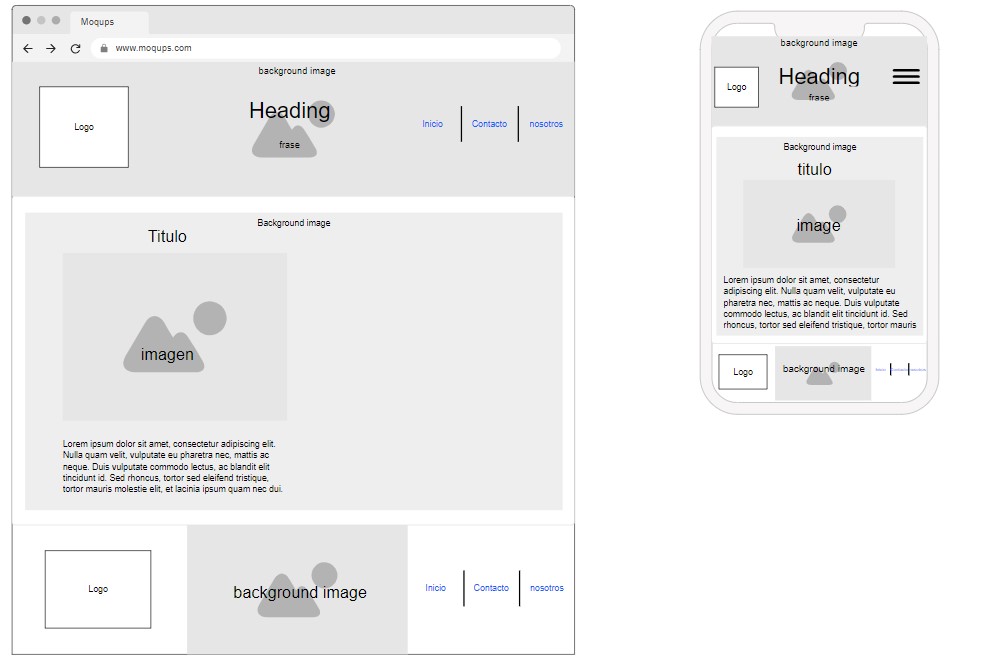 Moqups
www.moqups.com
background image
Logo
Heading
frase
Inicio
Contacto
nosotros
Background image
Titulo
imagen
Lorem ipsum dolor sit amet, consectetur adipiscing elit.
Nulla quam velit, vulputate eu pharetra nec, mattis ac
neque. Duis vulputate commodo lectus, ac blandit elit
tincidunt id. Sed rhoncus, tortor sed eleifend tristique,
tortor mauris molestie elit, et lacinia ipsum quam nec dui.
Logo
background image
Inicio
Contacto
nosotros
background image
Logo
Heading
frase
Background image
titulo
image
Lorem ipsum dolor sit amet, consectetur
adipiscing elit. Nulla quam velit, vulputate eu
pharetra nec, mattis ac neque. Duis vulputate
commodo lectus, ac blandit elit tincidunt id. Sed
rhoncus, tortor sed eleifend tristique, tortor mauris
Logo
background image